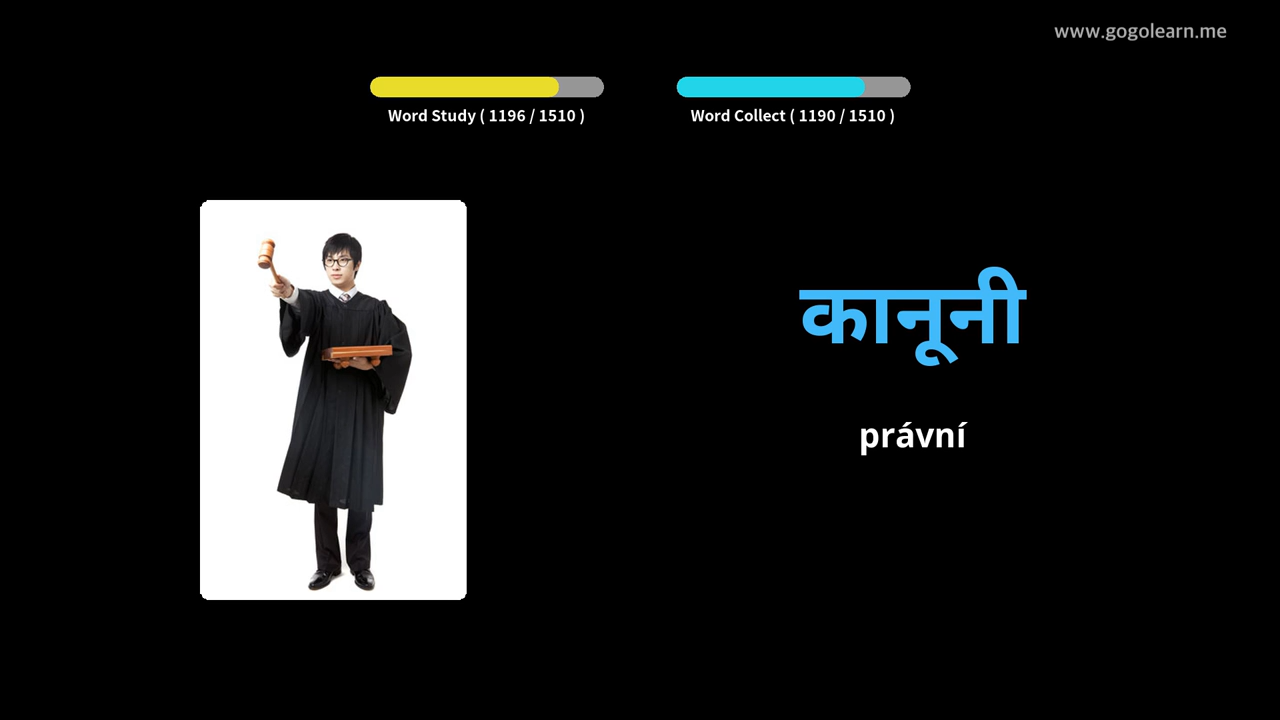 www.gogolearn.me
Word Study ( 1196 / 1510 )
Word Collect ( 1190 / 1510 )
कानूनी
právní